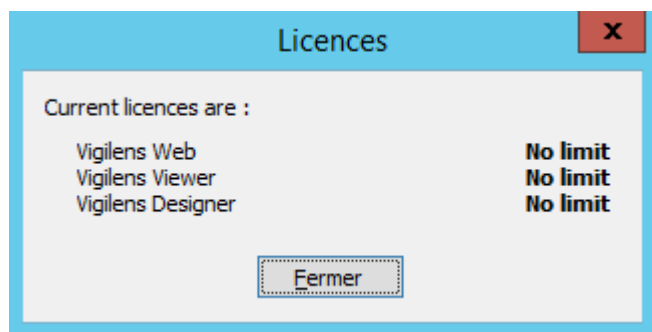 Licences
x
Current licences are :
Vigilens Web No limit
Vigilens Viewer No limit
Vigilens Designer No limit
Fermer